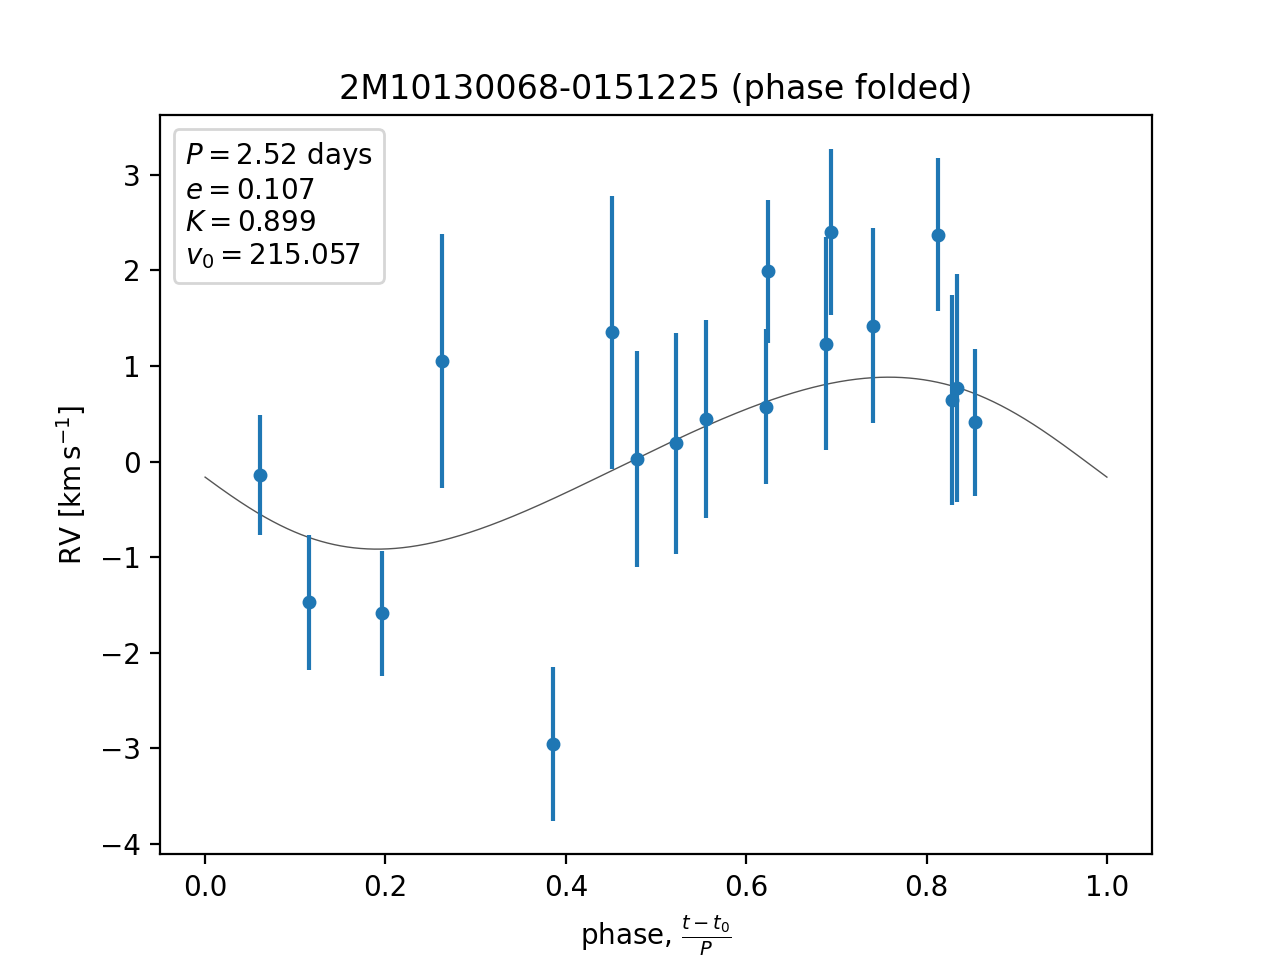 2M10130068-0151225 (phase folded)
P = 2.52 days
e = 0.107
K = 0.899
v₀ = 215.057
RV [km s⁻¹]
3
2
1
0
−1
−2
−3
−4
0.0 0.2 0.4 0.6 0.8 1.0
phase, (t − t₀)/P